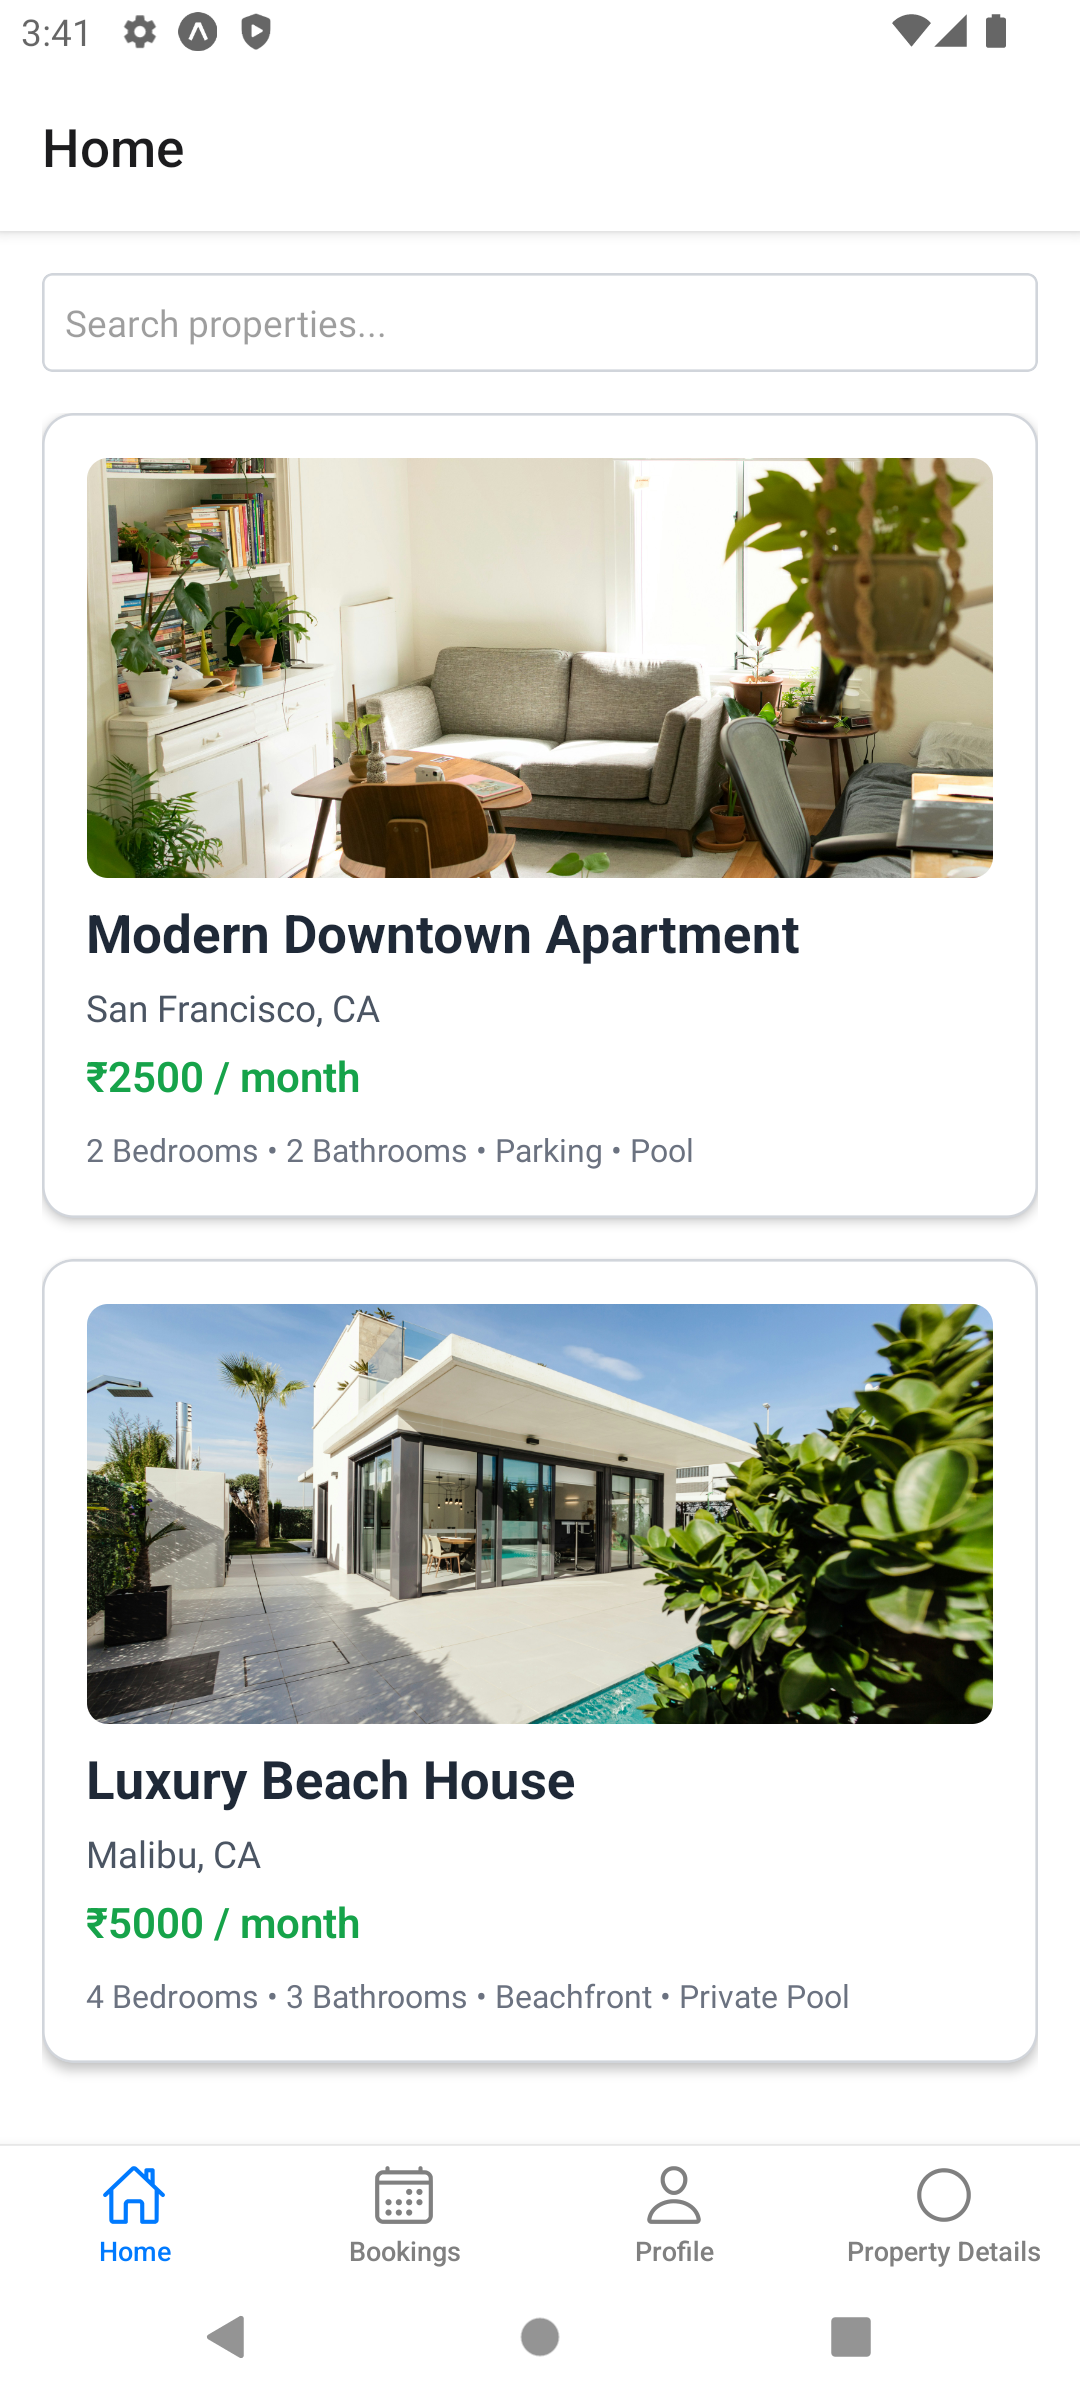 3:41
Home
Search properties...
Modern Downtown Apartment
San Francisco, CA
₹2500 / month
2 Bedrooms • 2 Bathrooms • Parking • Pool
Luxury Beach House
Malibu, CA
₹5000 / month
4 Bedrooms • 3 Bathrooms • Beachfront • Private Pool
Home
Bookings
Profile
Property Details